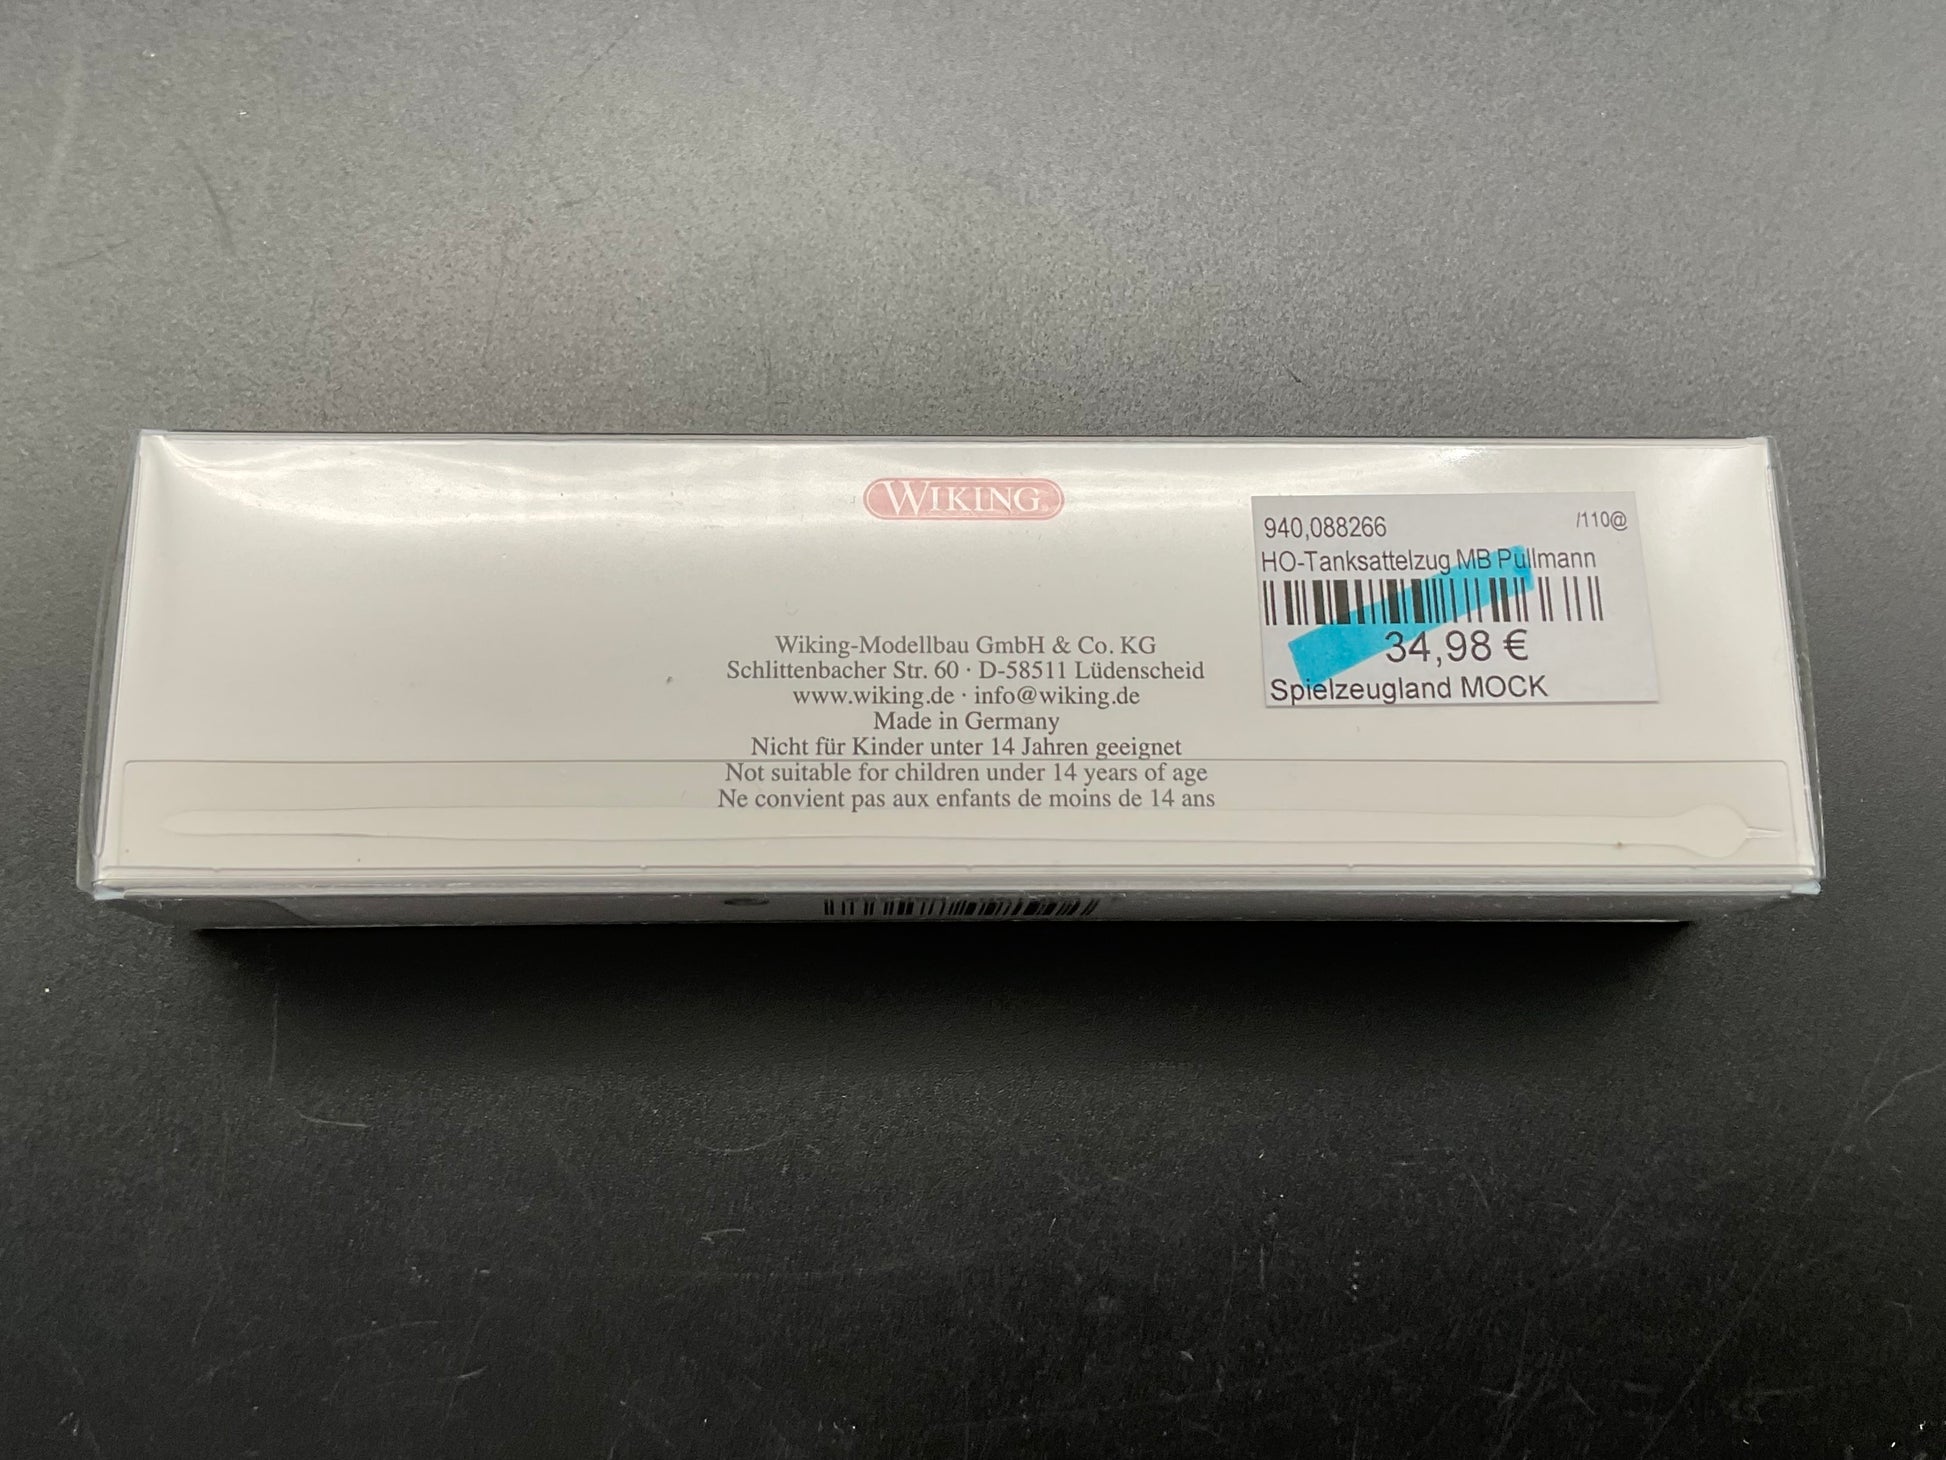 WIKING
940,088266 /110@
HO-Tanksattelzug MB Pullmann
34,98 €
Spielzeugland MOCK
Wiking-Modellbau GmbH & Co. KG
Schlittenbacher Str. 60 · D-58511 Lüdenscheid
www.wiking.de · info@wiking.de
Made in Germany
Nicht für Kinder unter 14 Jahren geeignet
Not suitable for children under 14 years of age
Ne convient pas aux enfants de moins de 14 ans